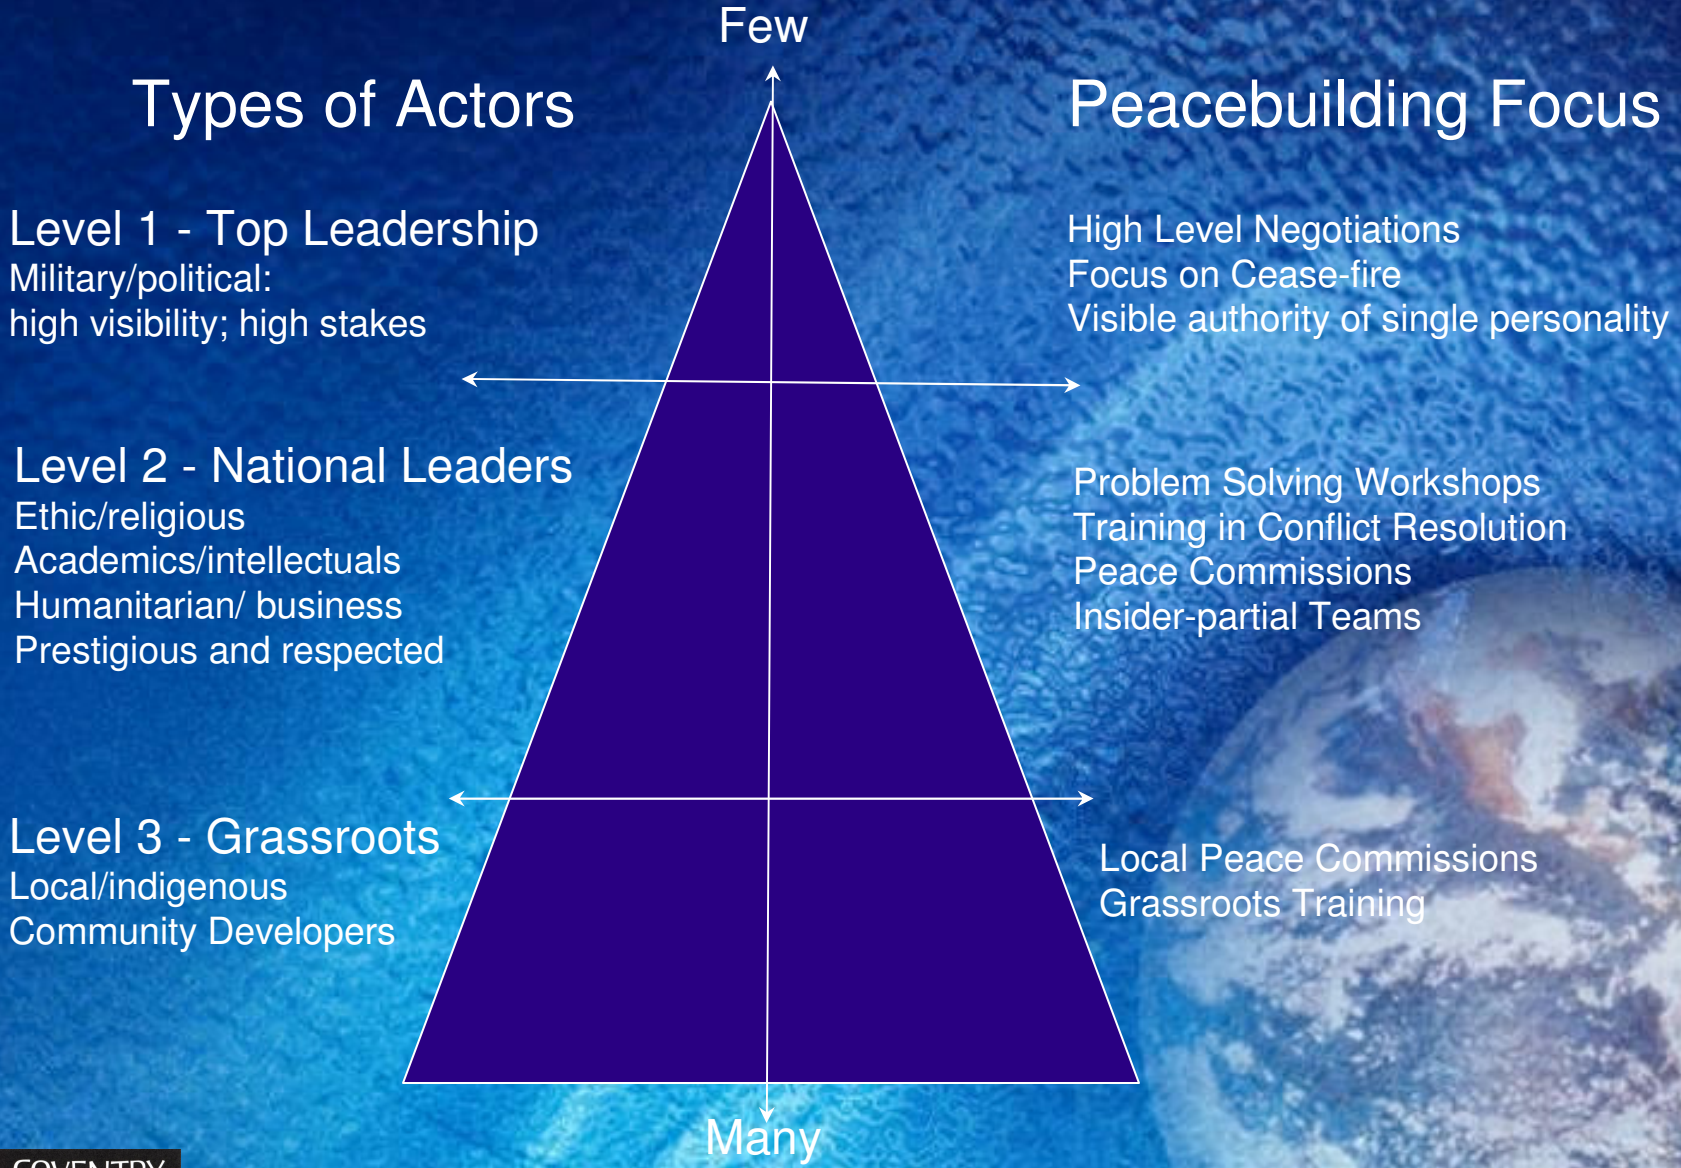 Few
Types of Actors
Peacebuilding Focus
Level 1 - Top Leadership
Military/political:
high visibility; high stakes
High Level Negotiations
Focus on Cease-fire
Visible authority of single personality
Level 2 - National Leaders
Ethic/religious
Academics/intellectuals
Humanitarian/ business
Prestigious and respected
Problem Solving Workshops
Training in Conflict Resolution
Peace Commissions
Insider-partial Teams
Level 3 - Grassroots
Local/indigenous
Community Developers
Local Peace Commissions
Grassroots Training
Many
COVENTRY